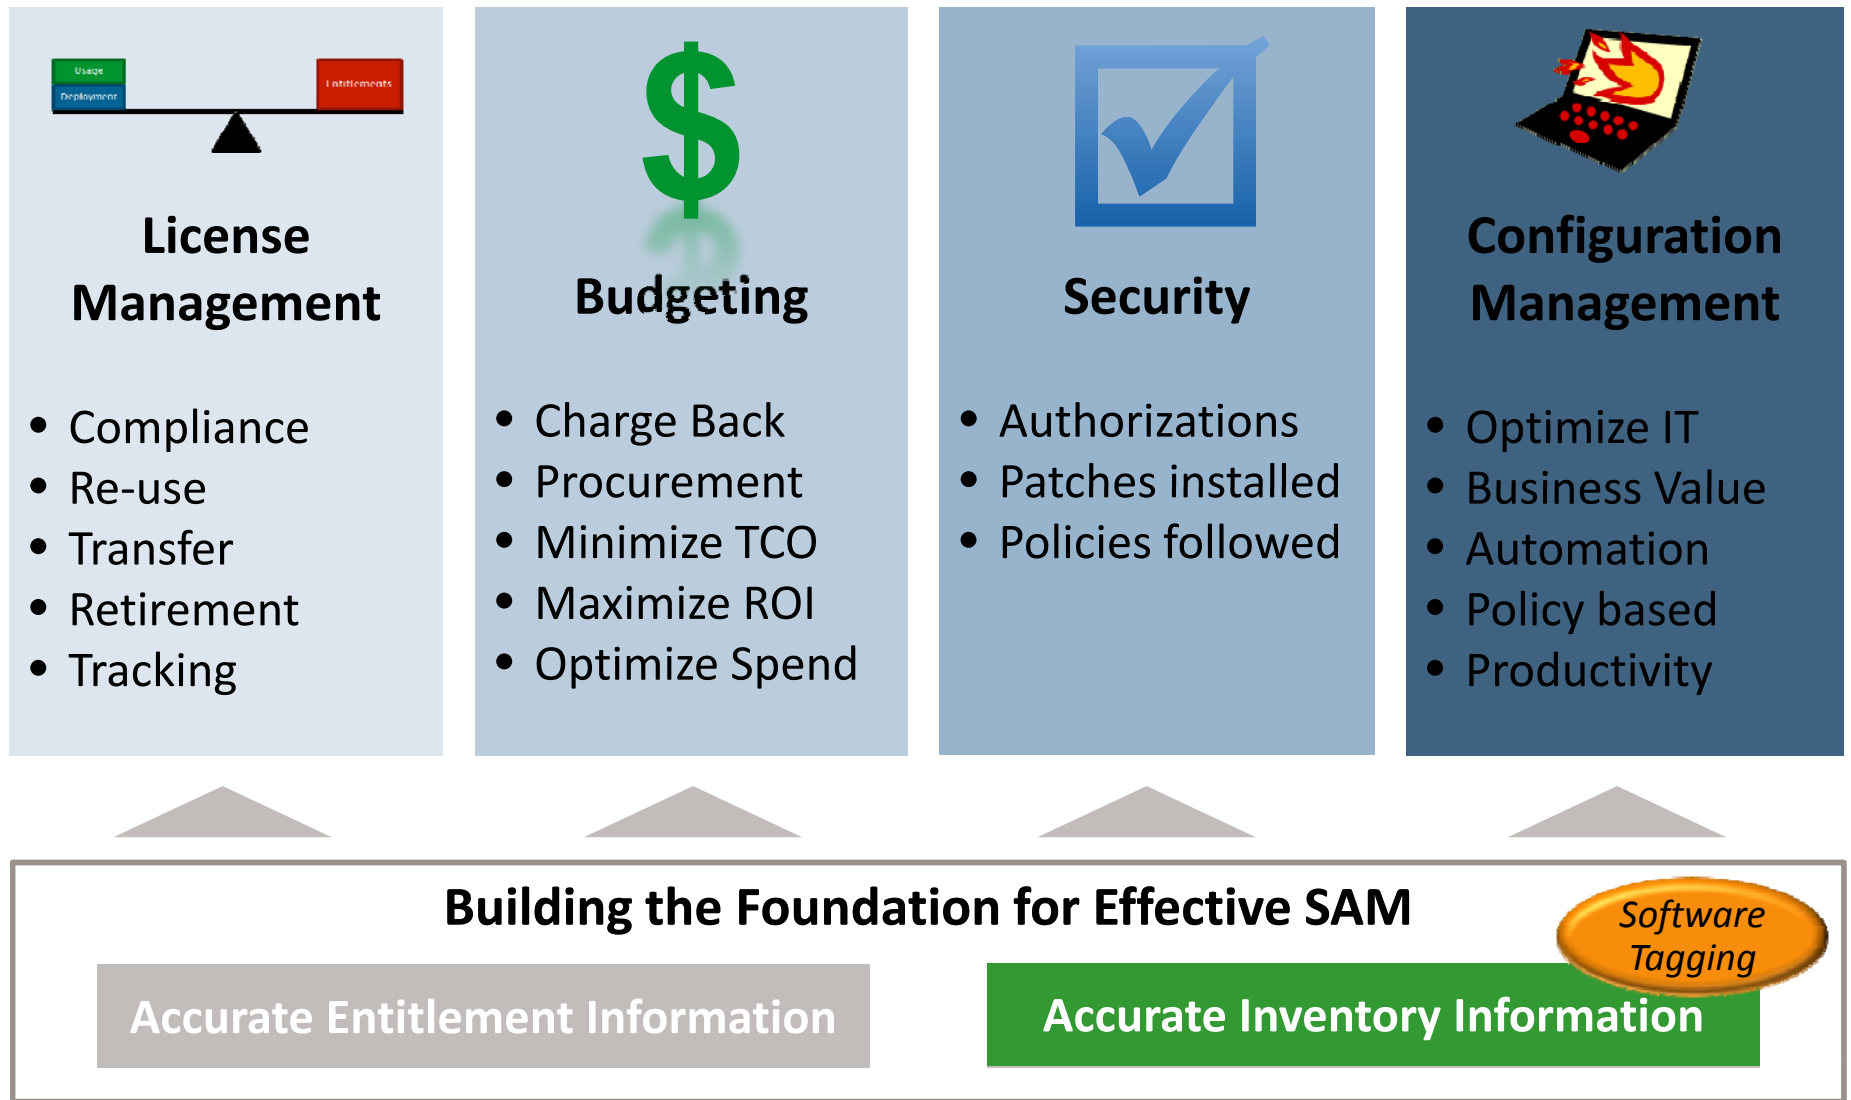 Usage
Deployment
Entitlements
License
Management
• Compliance
• Re-use
• Transfer
• Retirement
• Tracking
$
Budgeting
• Charge Back
• Procurement
• Minimize TCO
• Maximize ROI
• Optimize Spend
Security
• Authorizations
• Patches installed
• Policies followed
Configuration
Management
• Optimize IT
• Business Value
• Automation
• Policy based
• Productivity
Building the Foundation for Effective SAM
Software
Tagging
Accurate Entitlement Information
Accurate Inventory Information